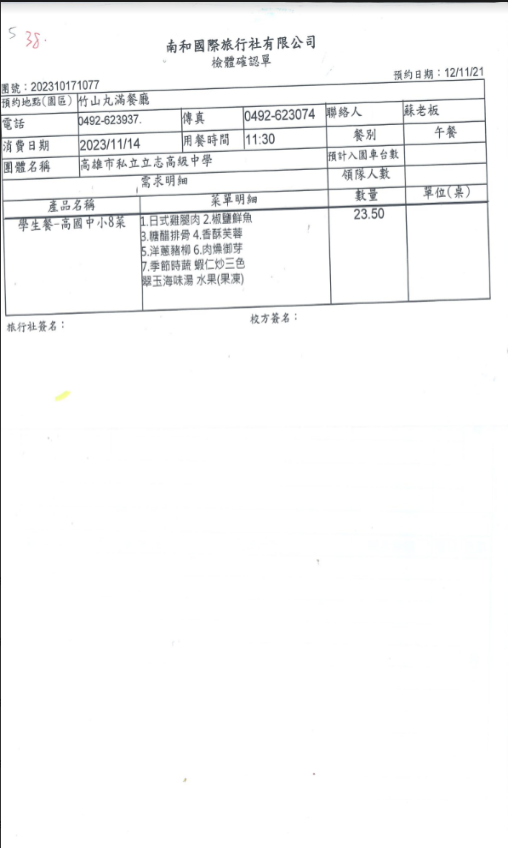 5 38.
南和國際旅行社有限公司
檢體確認單
預約日期：12/11/21
團號：202310171077
預約地點(園區) 竹山丸滿餐廳
電話 0492-623937. 傳真 0492-623074 聯絡人 蘇老板
消費日期 2023/11/14 用餐時間 11:30 餐別 午餐
團體名稱 高雄市私立立志高級中學 預計入園車台數
需求明細 領隊人數
產品名稱 菜單明細 數量 單位(桌)
學生餐-高國中小8菜 1.日式雞腿肉 2.椒鹽鮮魚 23.50
3.糖醋排骨 4.香酥芙蓉
5.洋蔥豬柳 6.肉燥御芽
7.季節時蔬 蝦仁炒三色
翠玉海味湯 水果(果凍)
旅行社簽名： 校方簽名：